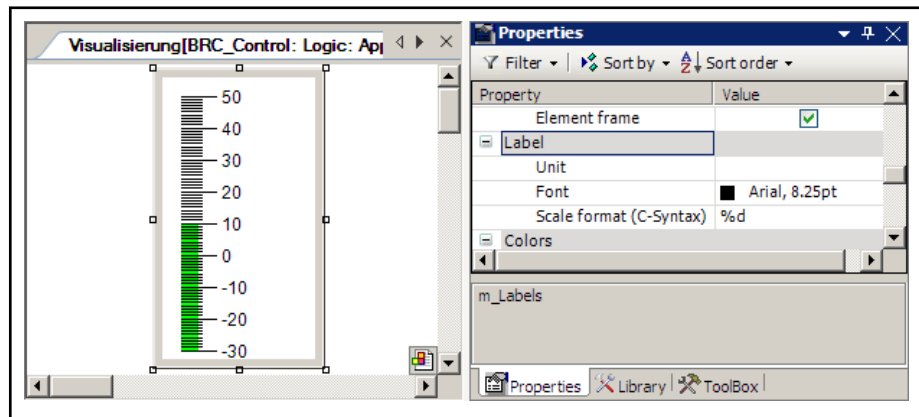 Visualisierung[BRC_Control: Logic: App
50
40
30
20
10
0
-10
-20
-30
Properties
Filter Sort by Sort order
Property Value
Element frame
Label
Unit
Font Arial, 8.25pt
Scale format (C-Syntax) %d
Colors
m_Labels
Properties Library ToolBox